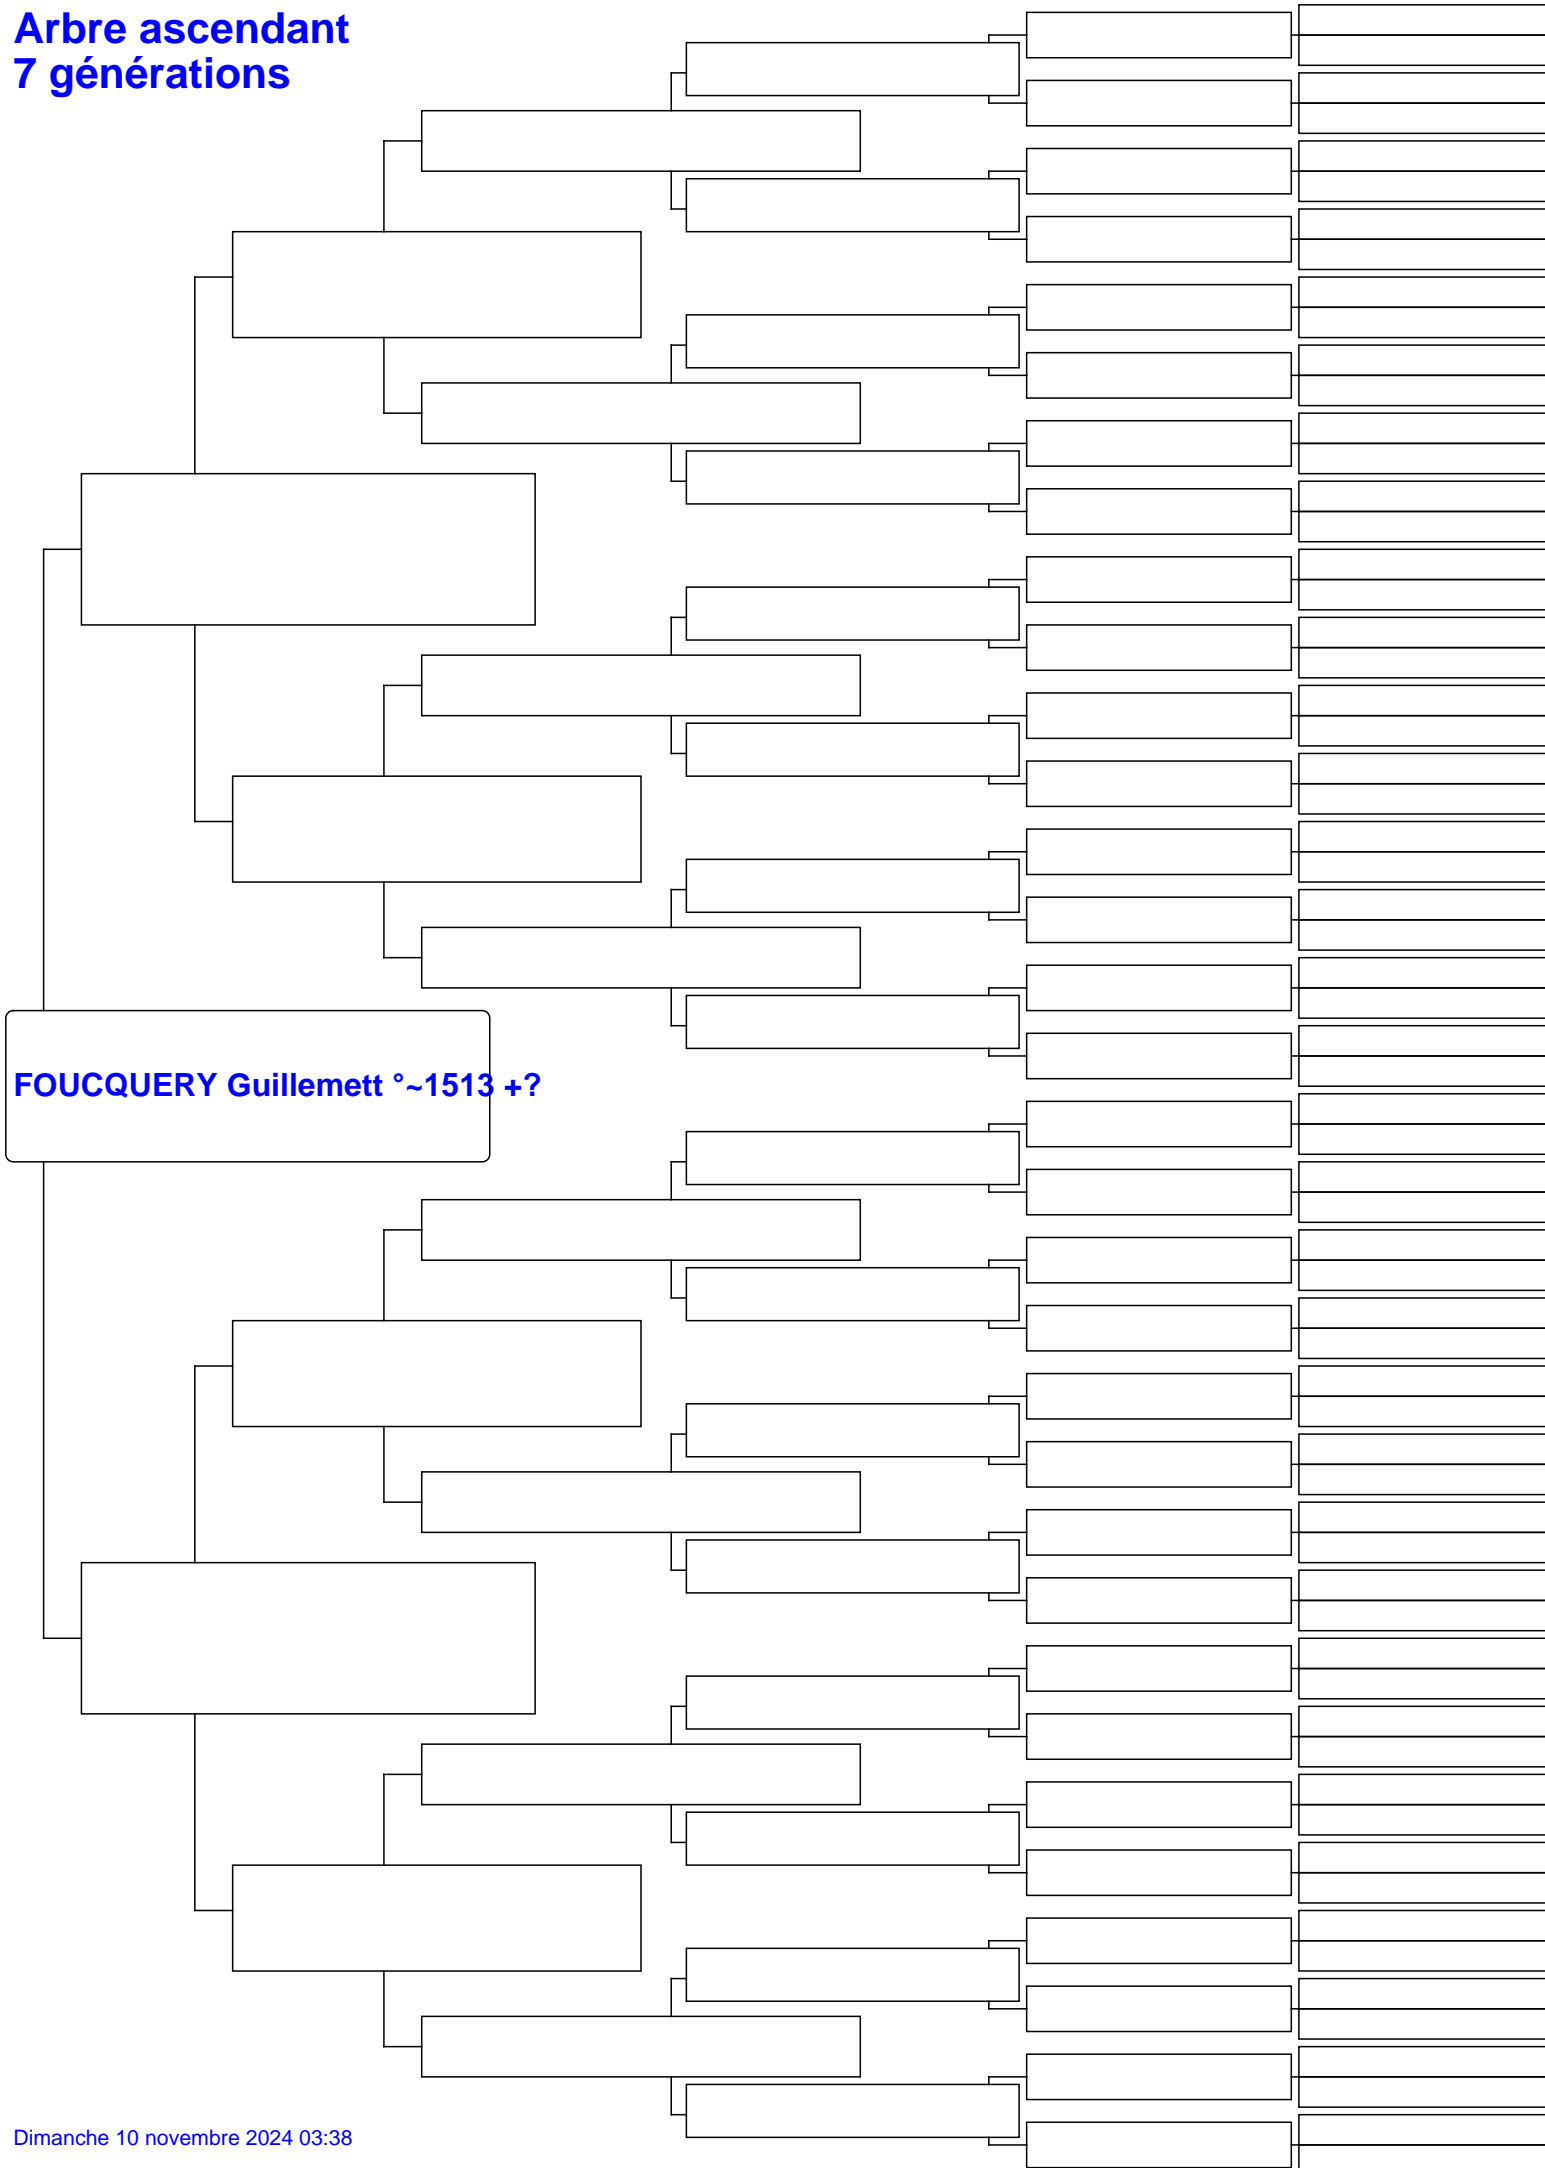 Arbre ascendant
7 générations
FOUCQUERY Guillemett °~1513 +?
Dimanche 10 novembre 2024 03:38